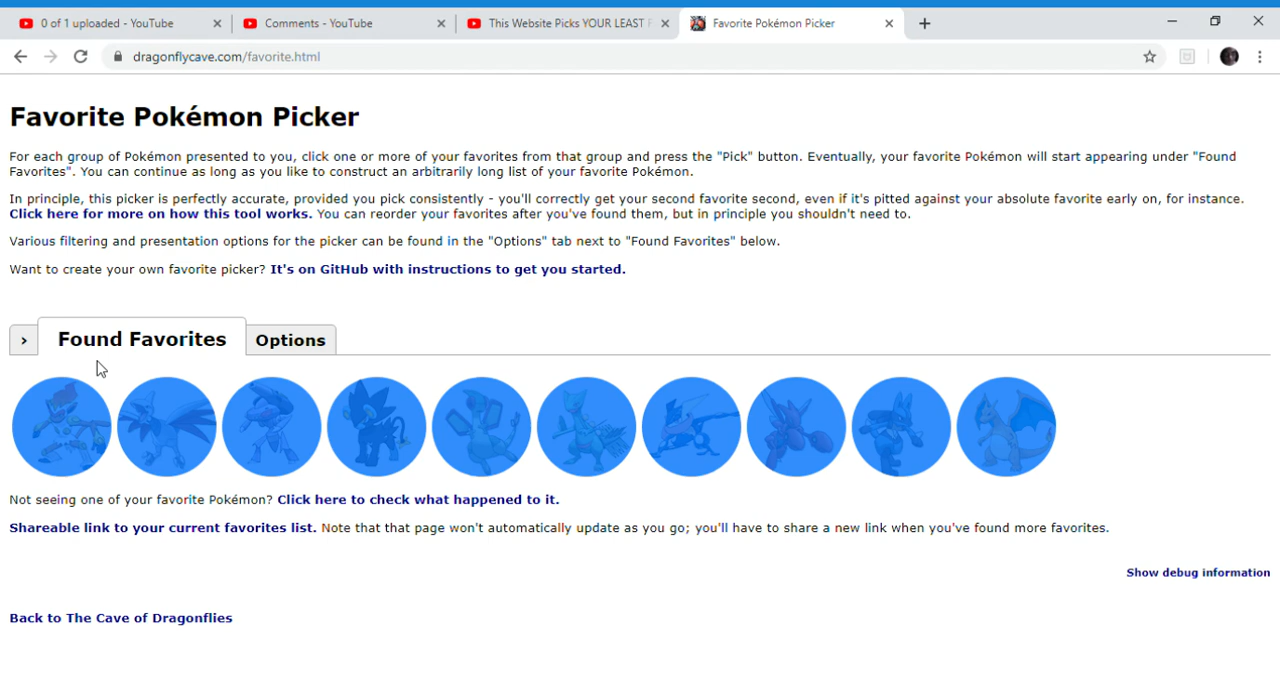 0 of 1 uploaded - YouTube
Comments - YouTube
This Website Picks YOUR LEAST
Favorite Pokémon Picker
dragonflycave.com/favorite.html
Favorite Pokémon Picker
For each group of Pokémon presented to you, click one or more of your favorites from that group and press the "Pick" button. Eventually, your favorite Pokémon will start appearing under "Found
Favorites". You can continue as long as you like to construct an arbitrarily long list of your favorite Pokémon.
In principle, this picker is perfectly accurate, provided you pick consistently - you'll correctly get your second favorite second, even if it's pitted against your absolute favorite early on, for instance.
Click here for more on how this tool works. You can reorder your favorites after you've found them, but in principle you shouldn't need to.
Various filtering and presentation options for the picker can be found in the "Options" tab next to "Found Favorites" below.
Want to create your own favorite picker? It's on GitHub with instructions to get you started.
› Found Favorites Options
Not seeing one of your favorite Pokémon? Click here to check what happened to it.
Shareable link to your current favorites list. Note that that page won't automatically update as you go; you'll have to share a new link when you've found more favorites.
Show debug information
Back to The Cave of Dragonflies